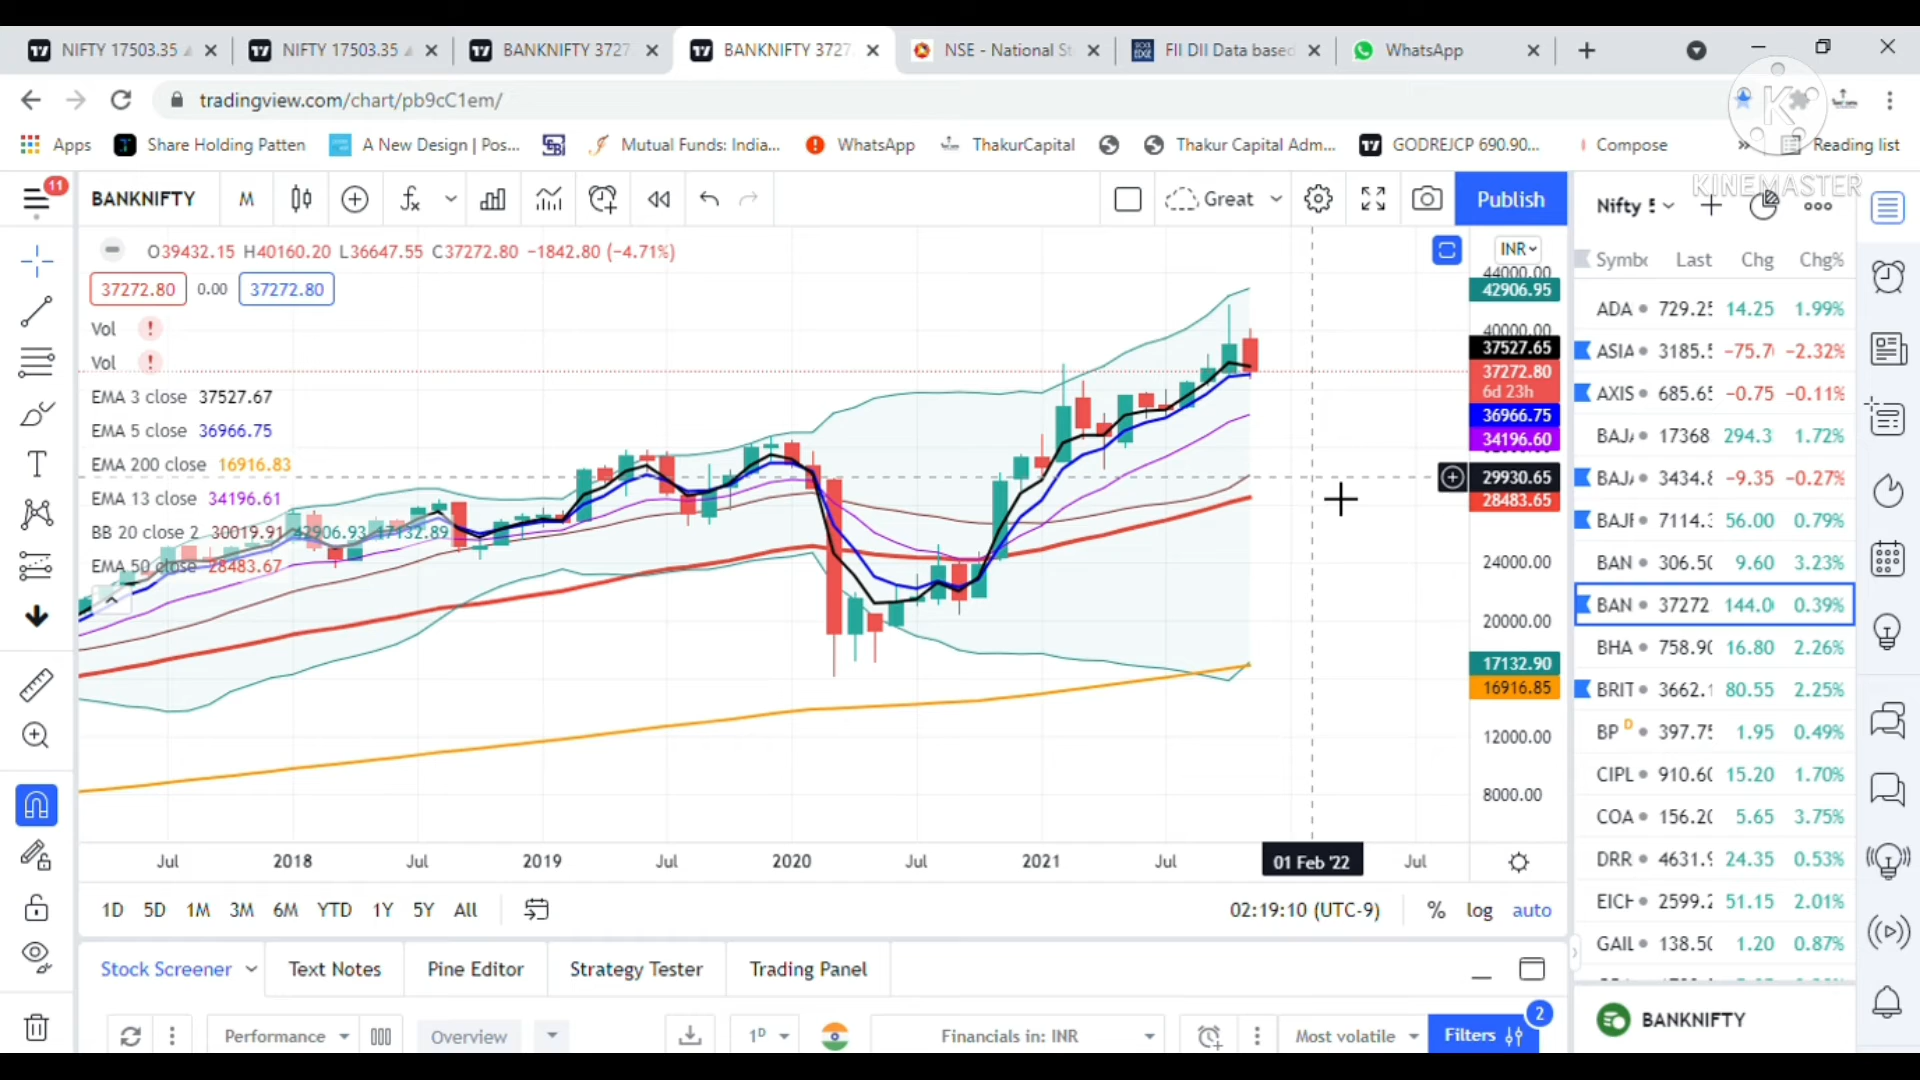 NIFTY 17503.35
NIFTY 17503.35
BANKNIFTY 3727
BANKNIFTY 3727
NSE - National St
FII DII Data based
WhatsApp
tradingview.com/chart/pb9cC1em/
Apps
Share Holding Patten
A New Design | Pos...
Mutual Funds: India...
WhatsApp
ThakurCapital
Thakur Capital Adm...
GODREJCP 690.90...
Compose
»
Reading list
K
KINEMASTER
11
BANKNIFTY
M
Great
Publish
Nifty 5
O39432.15 H40160.20 L36647.55 C37272.80 −1842.80 (−4.71%)
INR
37272.80 0.00 37272.80
Vol
Vol
EMA 3 close 37527.67
EMA 5 close 36966.75
EMA 200 close 16916.83
EMA 13 close 34196.61
BB 20 close 2 30019.91 42906.93 17132.89
EMA 50 close 28483.67
44000.00
42906.95
40000.00
37527.65
37272.80
6d 23h
36966.75
34196.60
29930.65
28483.65
24000.00
20000.00
17132.90
16916.85
12000.00
8000.00
Jul 2018 Jul 2019 Jul 2020 Jul 2021 Jul 01 Feb '22 Jul
1D 5D 1M 3M 6M YTD 1Y 5Y All
02:19:10 (UTC-9) % log auto
Stock Screener Text Notes Pine Editor Strategy Tester Trading Panel
Performance Overview 1D Financials in: INR Most volatile Filters 2
Last Chg Chg%
ADA 729.25 14.25 1.99%
ASIA 3185.5 −75.7 −2.32%
AXIS 685.65 −0.75 −0.11%
BAJ 17368 294.3 1.72%
BAJ 3434.8 −9.35 −0.27%
BAJF 7114.3 56.00 0.79%
BAN 306.50 9.60 3.23%
BAN 37272 144.0 0.39%
BHA 758.90 16.80 2.26%
BRIT 3662.1 80.55 2.25%
BP D 397.75 1.95 0.49%
CIPL 910.60 15.20 1.70%
COA 156.20 5.65 3.75%
DRR 4631.9 24.35 0.53%
EICH 2599.2 51.15 2.01%
GAIL 138.50 1.20 0.87%
BANKNIFTY